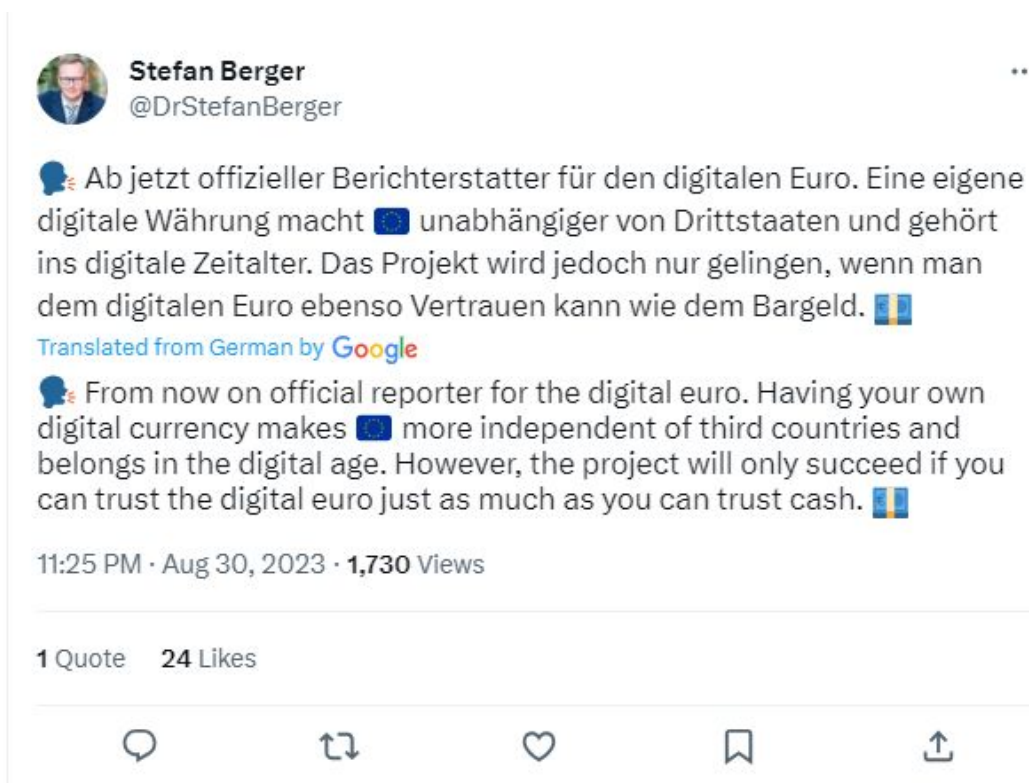 Stefan Berger
@DrStefanBerger
🗣️ Ab jetzt offizieller Berichterstatter für den digitalen Euro. Eine eigene
digitale Währung macht 🇪🇺 unabhängiger von Drittstaaten und gehört
ins digitale Zeitalter. Das Projekt wird jedoch nur gelingen, wenn man
dem digitalen Euro ebenso Vertrauen kann wie dem Bargeld. 💶
Translated from German by Google
🗣️ From now on official reporter for the digital euro. Having your own
digital currency makes 🇪🇺 more independent of third countries and
belongs in the digital age. However, the project will only succeed if you
can trust the digital euro just as much as you can trust cash. 💶
11:25 PM · Aug 30, 2023 · 1,730 Views
1 Quote 24 Likes